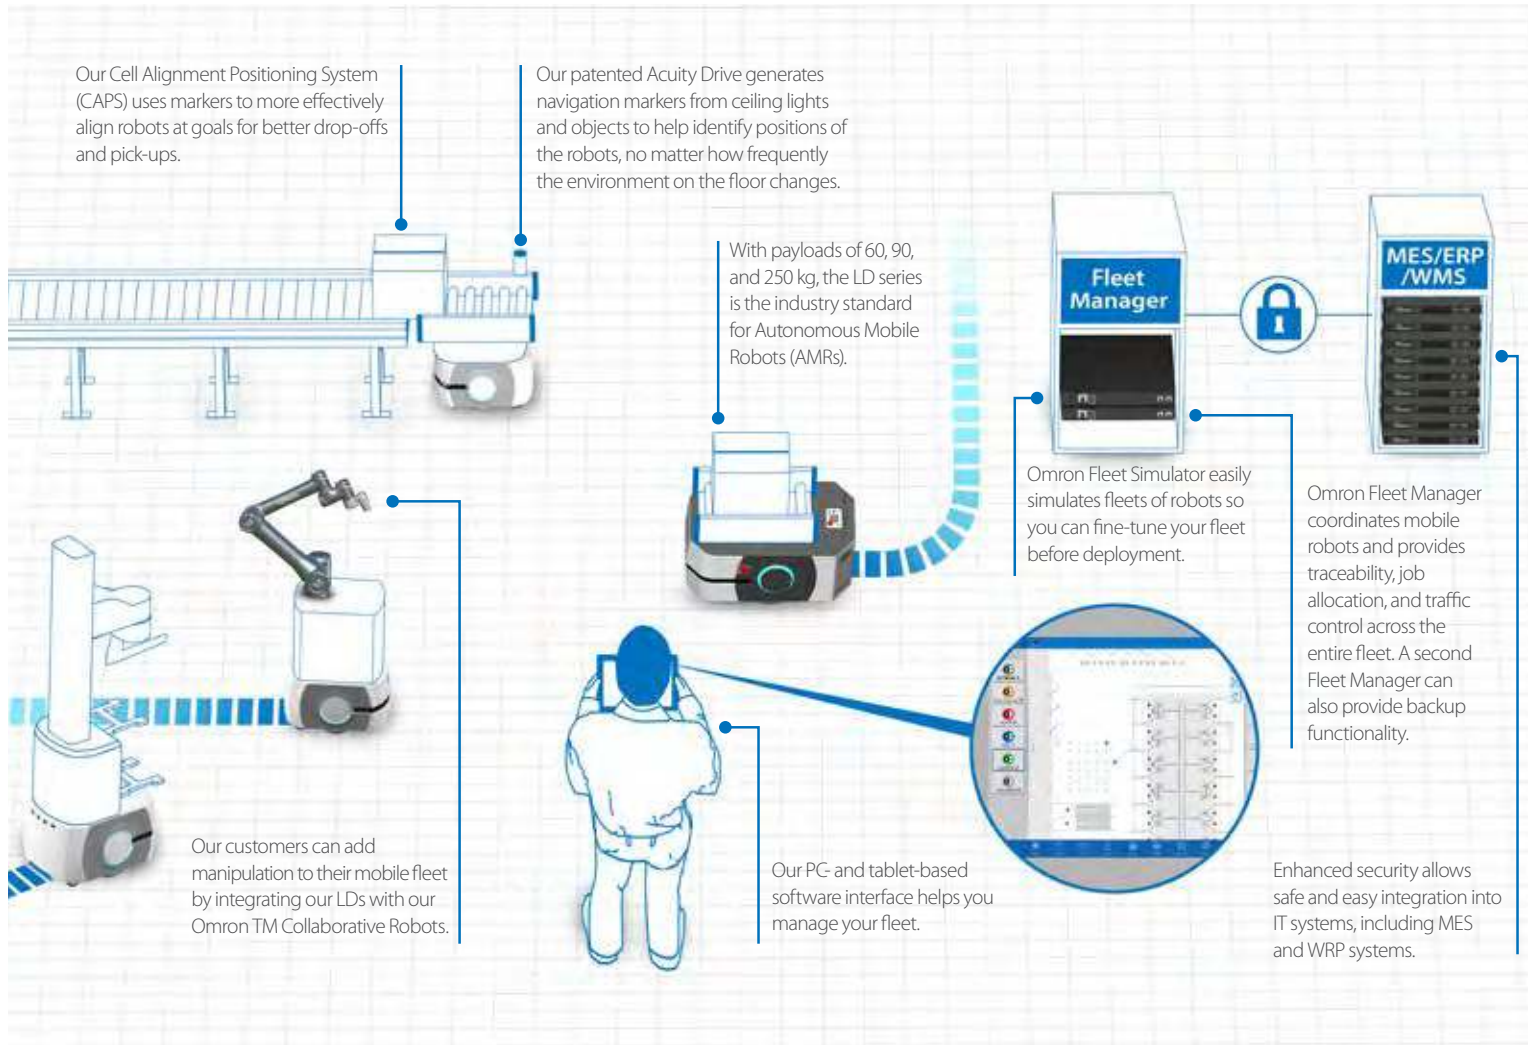 Our Cell Alignment Positioning System
(CAPS) uses markers to more effectively
align robots at goals for better drop-offs
and pick-ups.
Our patented Acuity Drive generates
navigation markers from ceiling lights
and objects to help identify positions of
the robots, no matter how frequently
the environment on the floor changes.
With payloads of 60, 90,
and 250 kg, the LD series
is the industry standard
for Autonomous Mobile
Robots (AMRs).
Fleet
Manager
MES/ERP
/WMS
Omron Fleet Simulator easily
simulates fleets of robots so
you can fine-tune your fleet
before deployment.
Omron Fleet Manager
coordinates mobile
robots and provides
traceability, job
allocation, and traffic
control across the
entire fleet. A second
Fleet Manager can
also provide backup
functionality.
Our customers can add
manipulation to their mobile fleet
by integrating our LDs with our
Omron TM Collaborative Robots.
Our PC- and tablet-based
software interface helps you
manage your fleet.
Enhanced security allows
safe and easy integration into
IT systems, including MES
and WRP systems.